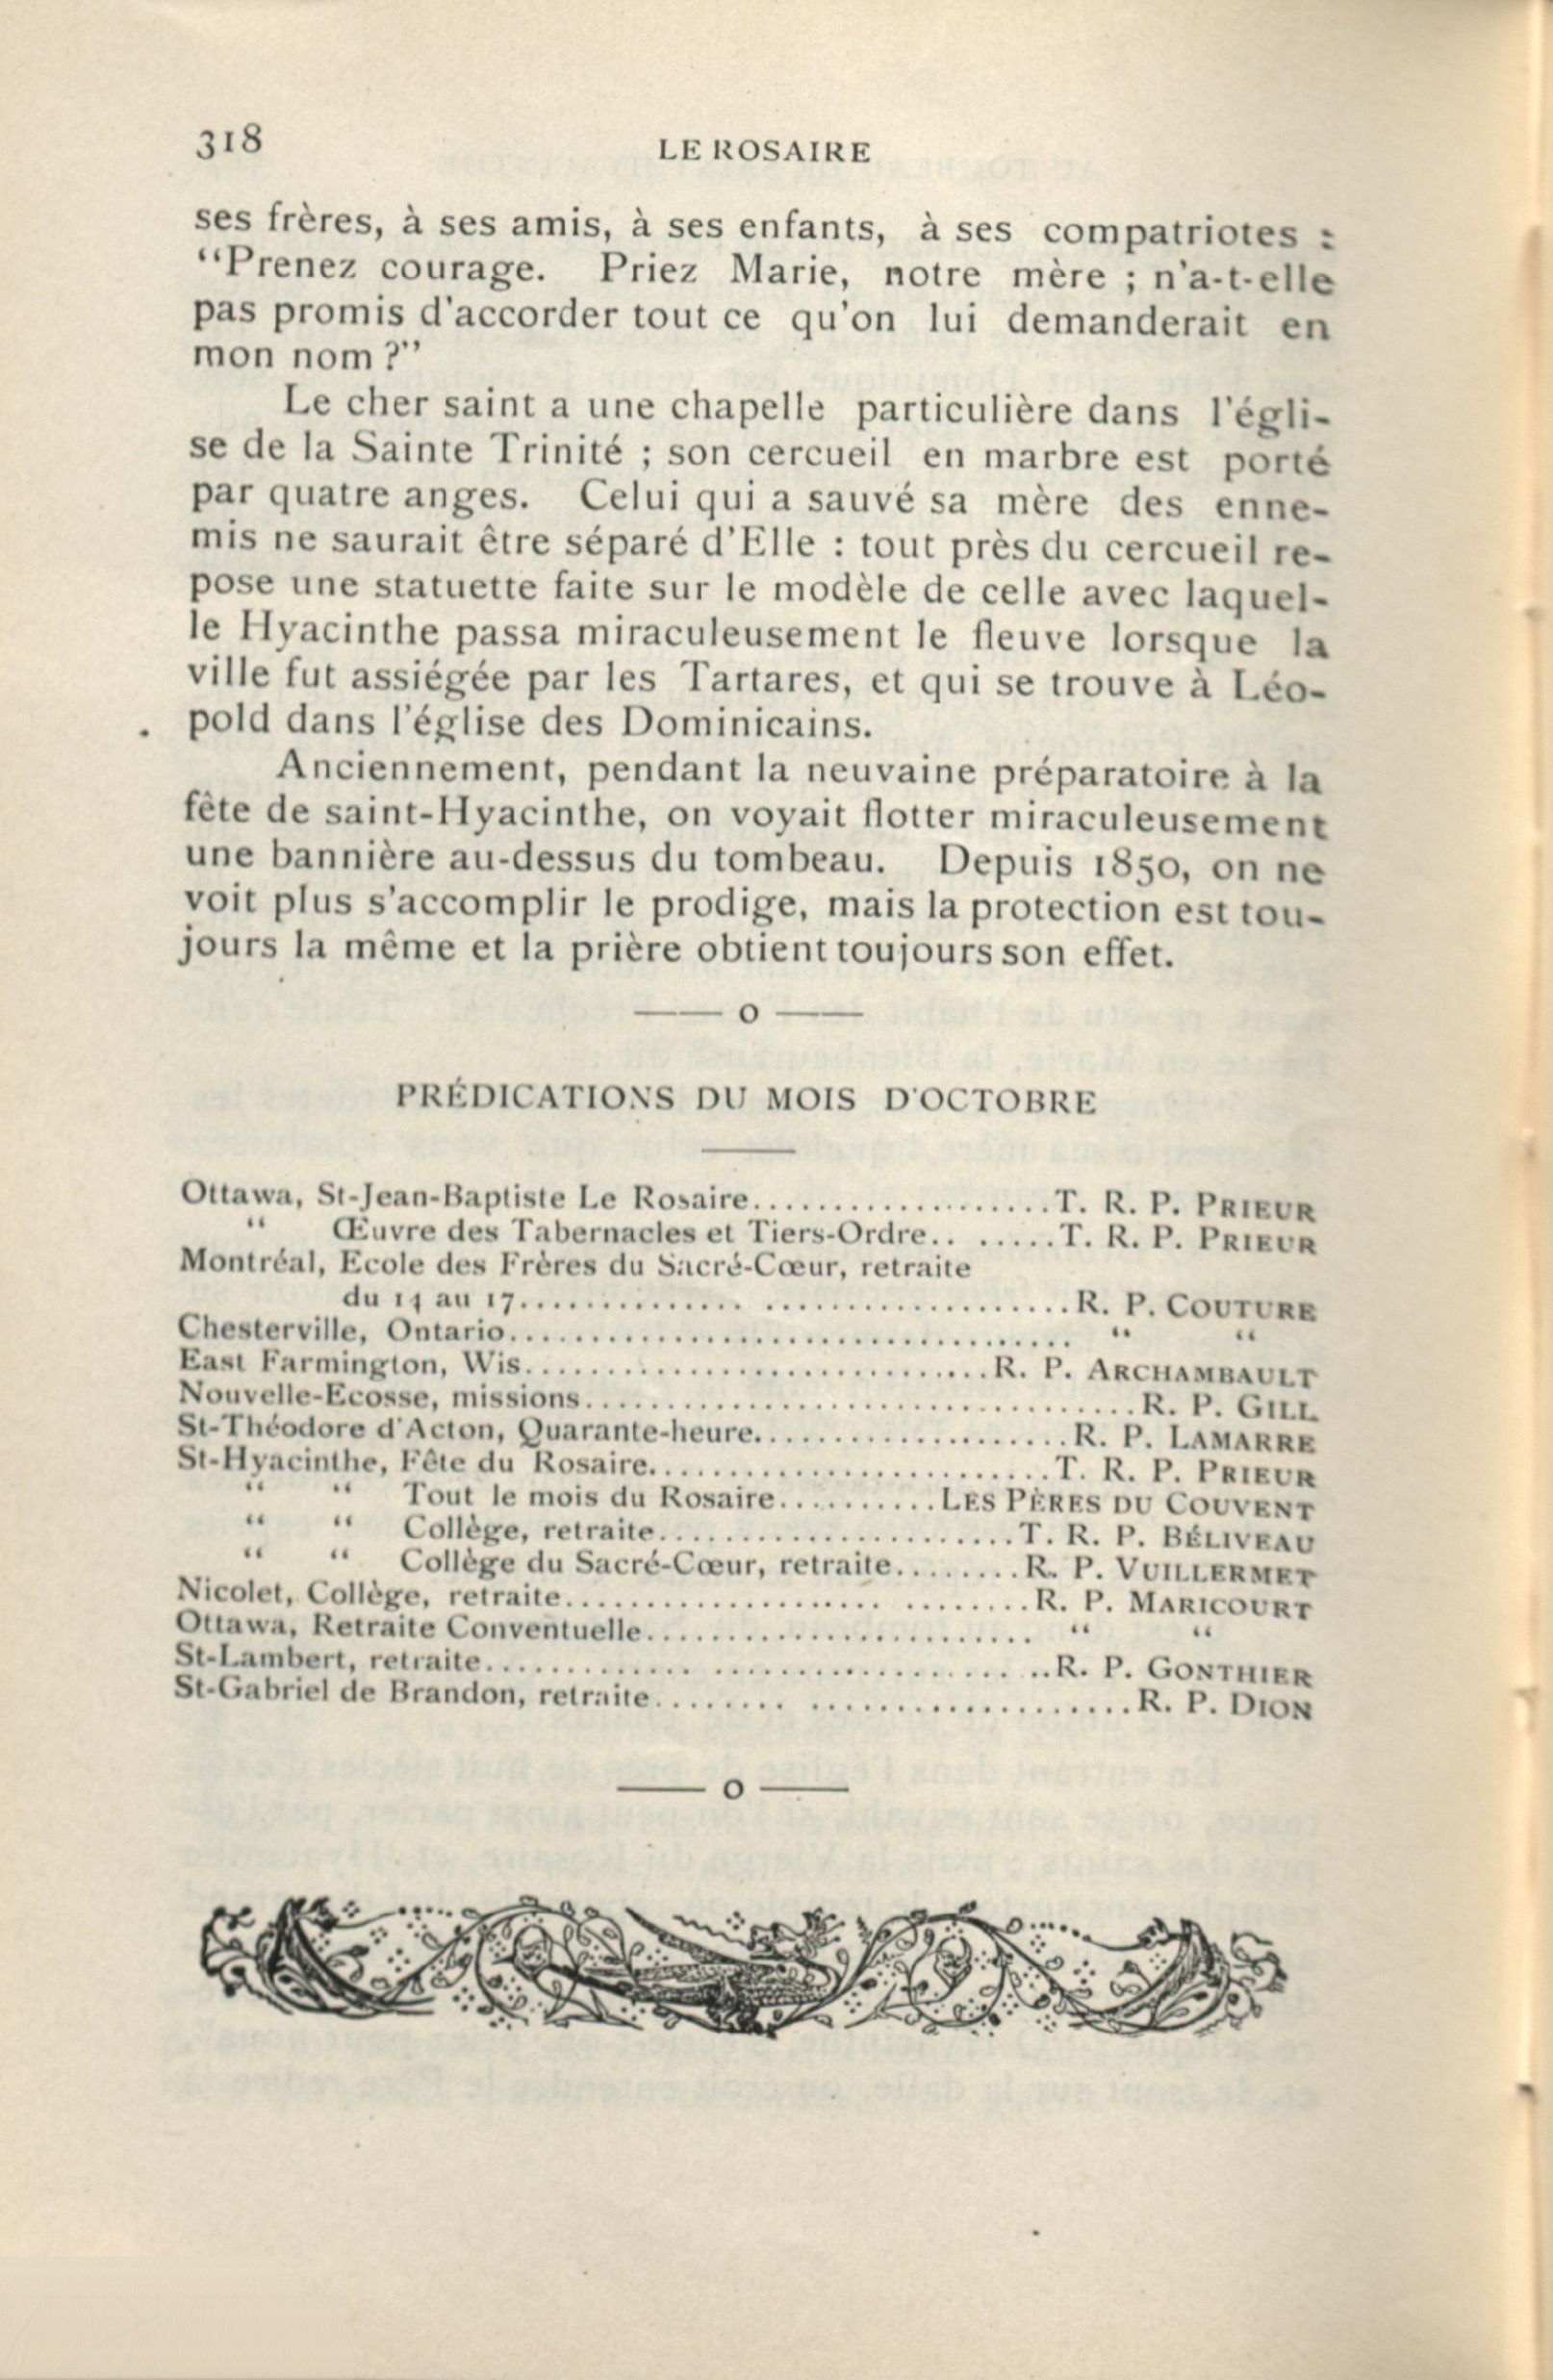 318
LE ROSAIRE
ses frères, à ses amis, à ses enfants, à ses compatriotes :
“Prenez courage. Priez Marie, notre mère ; n'a-t-elle
pas promis d'accorder tout ce qu'on lui demanderait en
mon nom ?”
Le cher saint a une chapelle particulière dans l'égli-
se de la Sainte Trinité ; son cercueil en marbre est porté
par quatre anges. Celui qui a sauvé sa mère des enne-
mis ne saurait être séparé d'Elle : tout près du cercueil re-
pose une statuette faite sur le modèle de celle avec laquel-
le Hyacinthe passa miraculeusement le fleuve lorsque la
ville fut assiégée par les Tartares, et qui se trouve à Léo-
pold dans l'église des Dominicains.
Anciennement, pendant la neuvaine préparatoire à la
fête de saint-Hyacinthe, on voyait flotter miraculeusement
une bannière au-dessus du tombeau. Depuis 1850, on ne
voit plus s'accomplir le prodige, mais la protection est tou-
jours la même et la prière obtient toujours son effet.
—— o ——
PRÉDICATIONS DU MOIS D'OCTOBRE
Ottawa, St-Jean-Baptiste Le Rosaire.....................T. R. P. PRIEUR
“ Œuvre des Tabernacles et Tiers-Ordre.. .....T. R. P. PRIEUR
Montréal, Ecole des Frères du Sacré-Cœur, retraite
du 14 au 17............... .....................R. P. COUTURE
Chesterville, Ontario....................................... “ “
East Farmington, Wis................................R. P. ARCHAMBAULT
Nouvelle-Ecosse, missions......................................R. P. GILL
St-Théodore d'Acton, Quarante-heure......................R. P. LAMARRE
St-Hyacinthe, Fête du Rosaire............................T. R. P. PRIEUR
“ “ Tout le mois du Rosaire...........LES PÈRES DU COUVENT
“ “ Collège, retraite.........................T. R. P. BÉLIVEAU
“ “ Collège du Sacré-Cœur, retraite.........R. P. VUILLERMET
Nicolet, Collège, retraite...................... .........R. P. MARICOURT
Ottawa, Retraite Conventuelle........................... “ “
St-Lambert, retraite............... ...................... ..R. P. GONTHIER
St-Gabriel de Brandon, retraite......... ......................R. P. DION
—— o ——